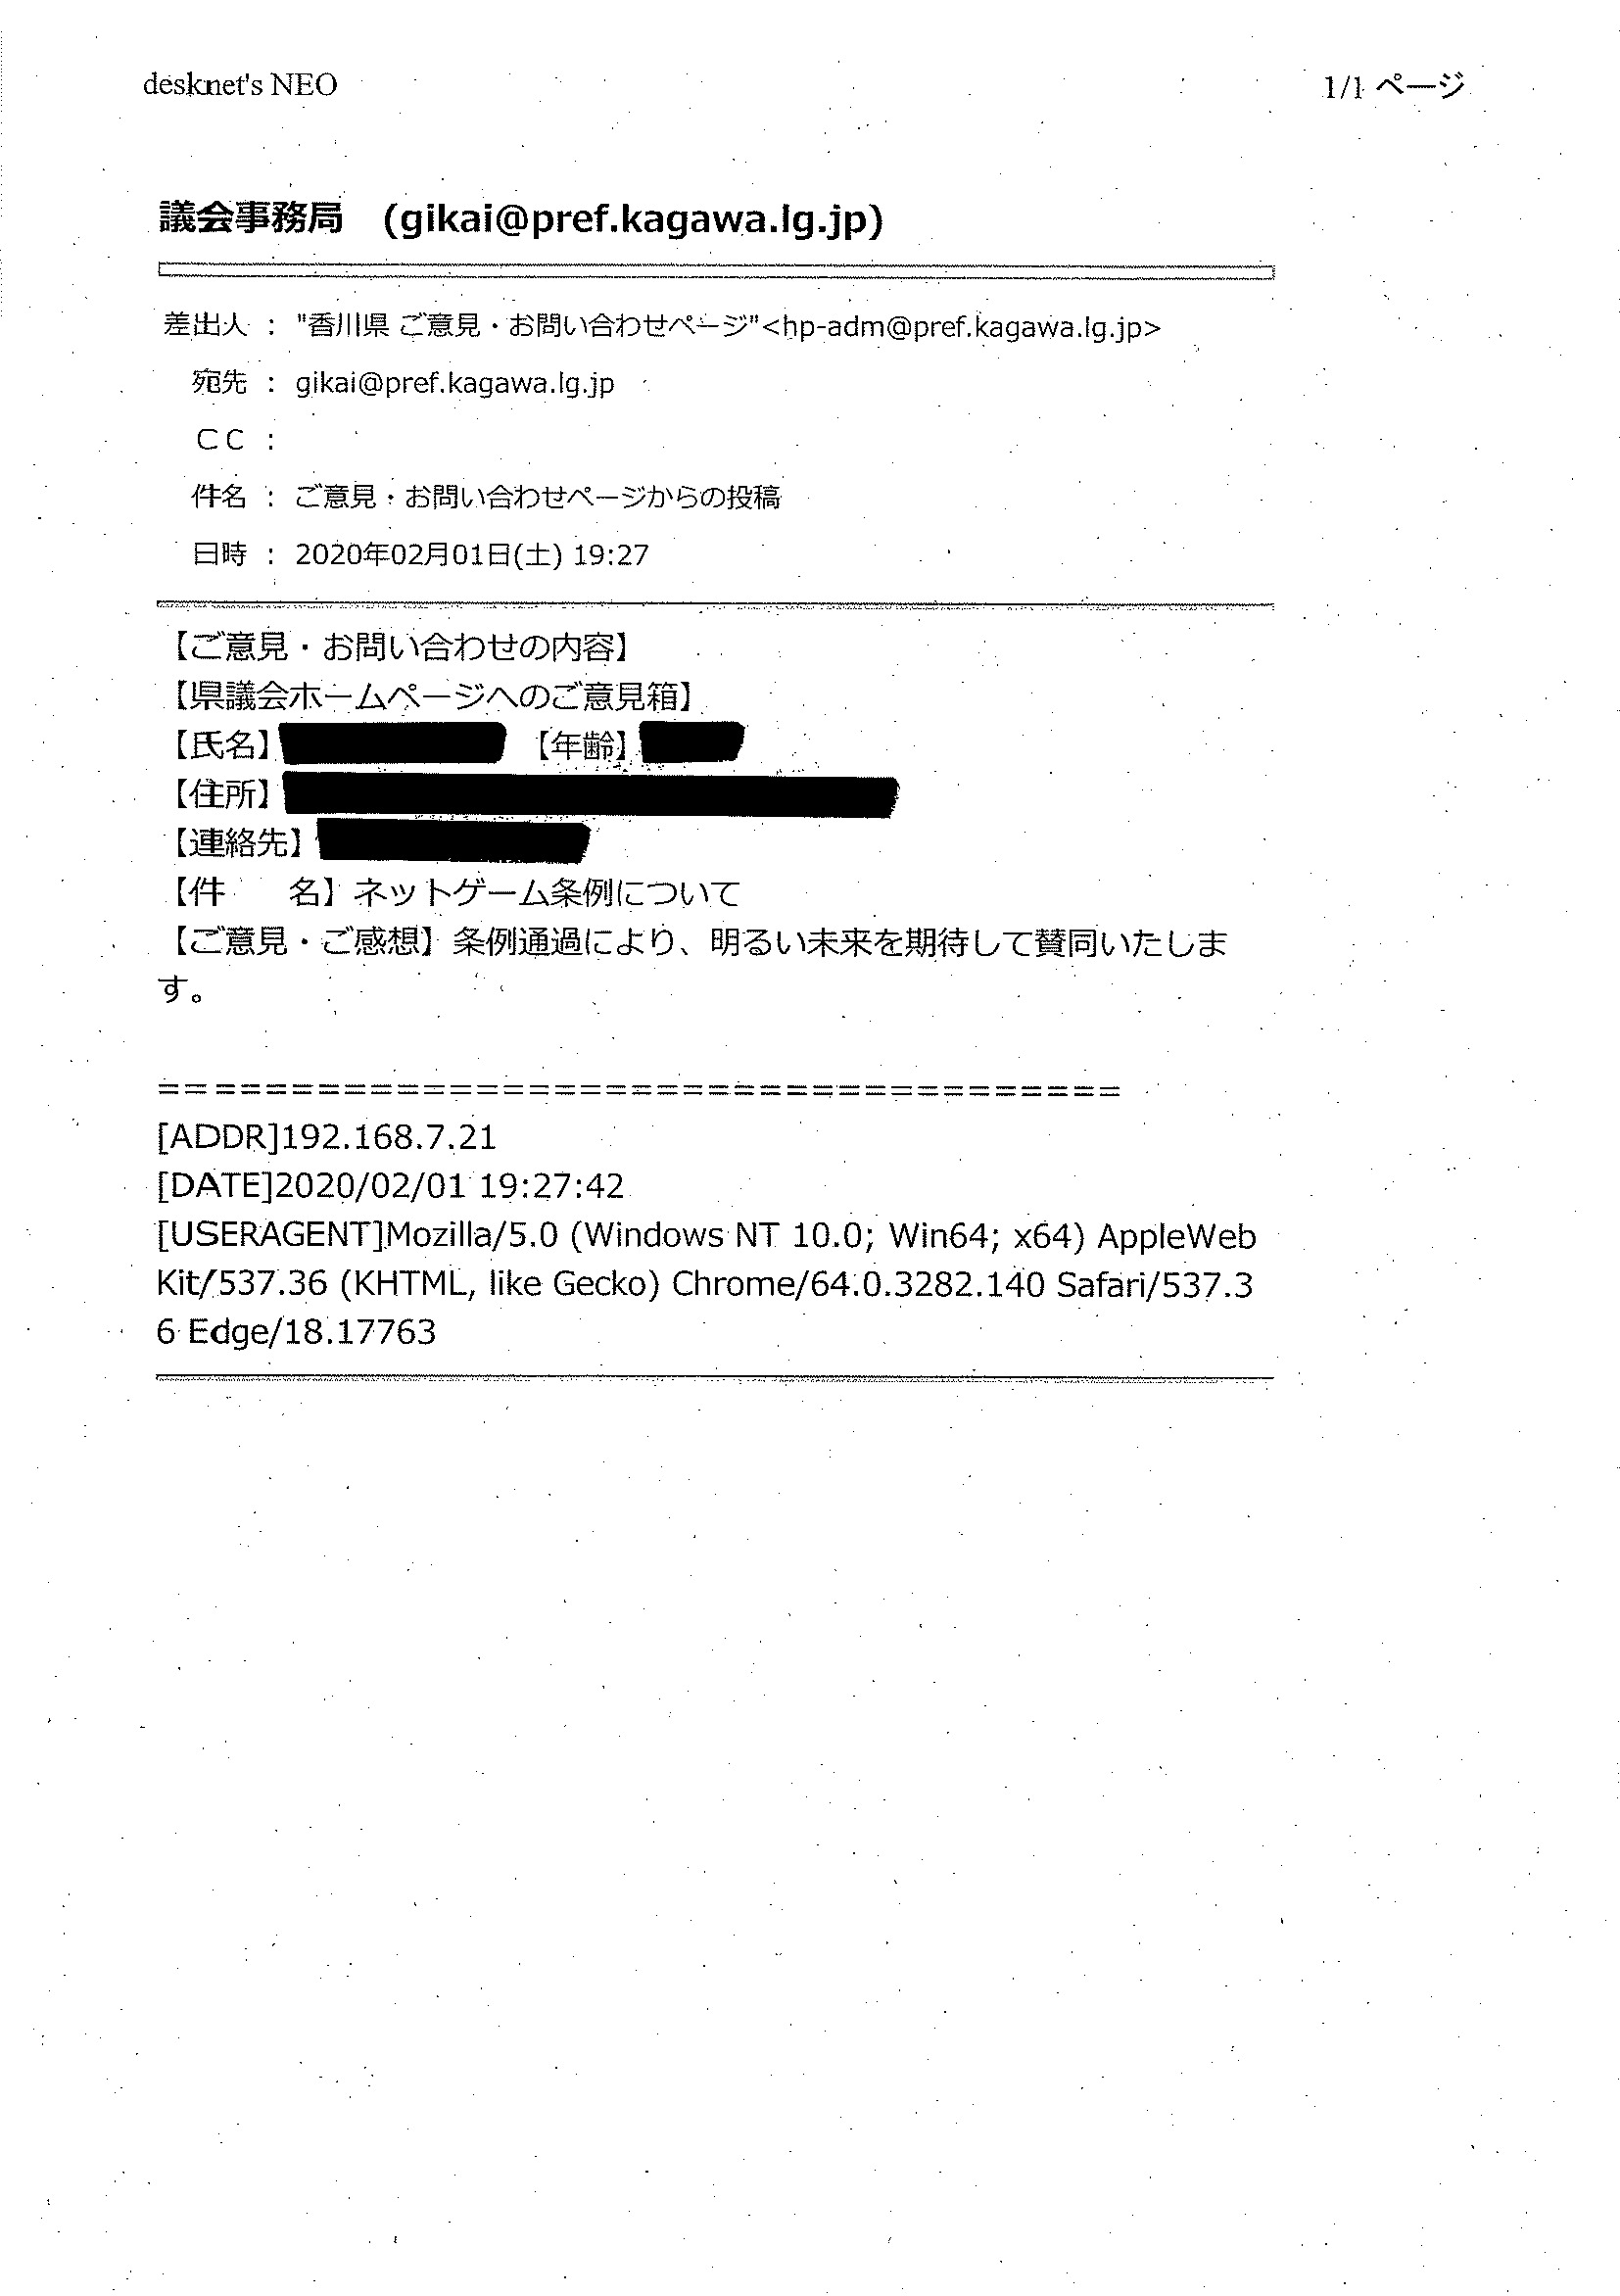 desknet's NEO
1/1 ページ
議会事務局 (gikai@pref.kagawa.lg.jp)
差出人 : "香川県 ご意見・お問い合わせページ"<hp-adm@pref.kagawa.lg.jp>
宛先 : gikai@pref.kagawa.lg.jp
CC :
件名 : ご意見・お問い合わせページからの投稿
日時 : 2020年02月01日(土) 19:27
【ご意見・お問い合わせの内容】
【県議会ホームページへのご意見箱】
【氏名】 【年齢】
【住所】
【連絡先】
【件　　名】ネットゲーム条例について
【ご意見・ご感想】条例通過により、明るい未来を期待して賛同いたしま
す。
=====================================
[ADDR]192.168.7.21
[DATE]2020/02/01 19:27:42
[USERAGENT]Mozilla/5.0 (Windows NT 10.0; Win64; x64) AppleWeb
Kit/537.36 (KHTML, like Gecko) Chrome/64.0.3282.140 Safari/537.3
6 Edge/18.17763